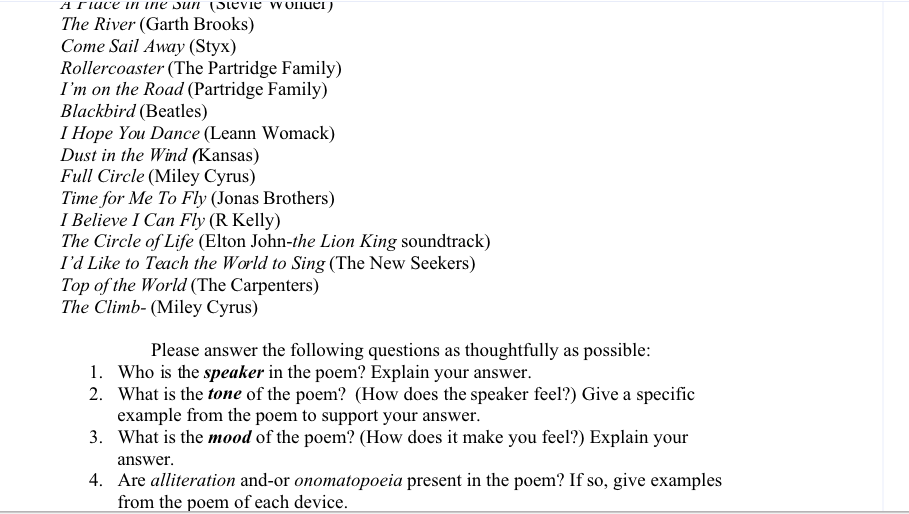 A Place in the Sun (Stevie Wonder)
The River (Garth Brooks)
Come Sail Away (Styx)
Rollercoaster (The Partridge Family)
I'm on the Road (Partridge Family)
Blackbird (Beatles)
I Hope You Dance (Leann Womack)
Dust in the Wind (Kansas)
Full Circle (Miley Cyrus)
Time for Me To Fly (Jonas Brothers)
I Believe I Can Fly (R Kelly)
The Circle of Life (Elton John-the Lion King soundtrack)
I'd Like to Teach the World to Sing (The New Seekers)
Top of the World (The Carpenters)
The Climb- (Miley Cyrus)
Please answer the following questions as thoughtfully as possible:
1. Who is the speaker in the poem? Explain your answer.
2. What is the tone of the poem? (How does the speaker feel?) Give a specific
example from the poem to support your answer.
3. What is the mood of the poem? (How does it make you feel?) Explain your
answer.
4. Are alliteration and-or onomatopoeia present in the poem? If so, give examples
from the poem of each device.